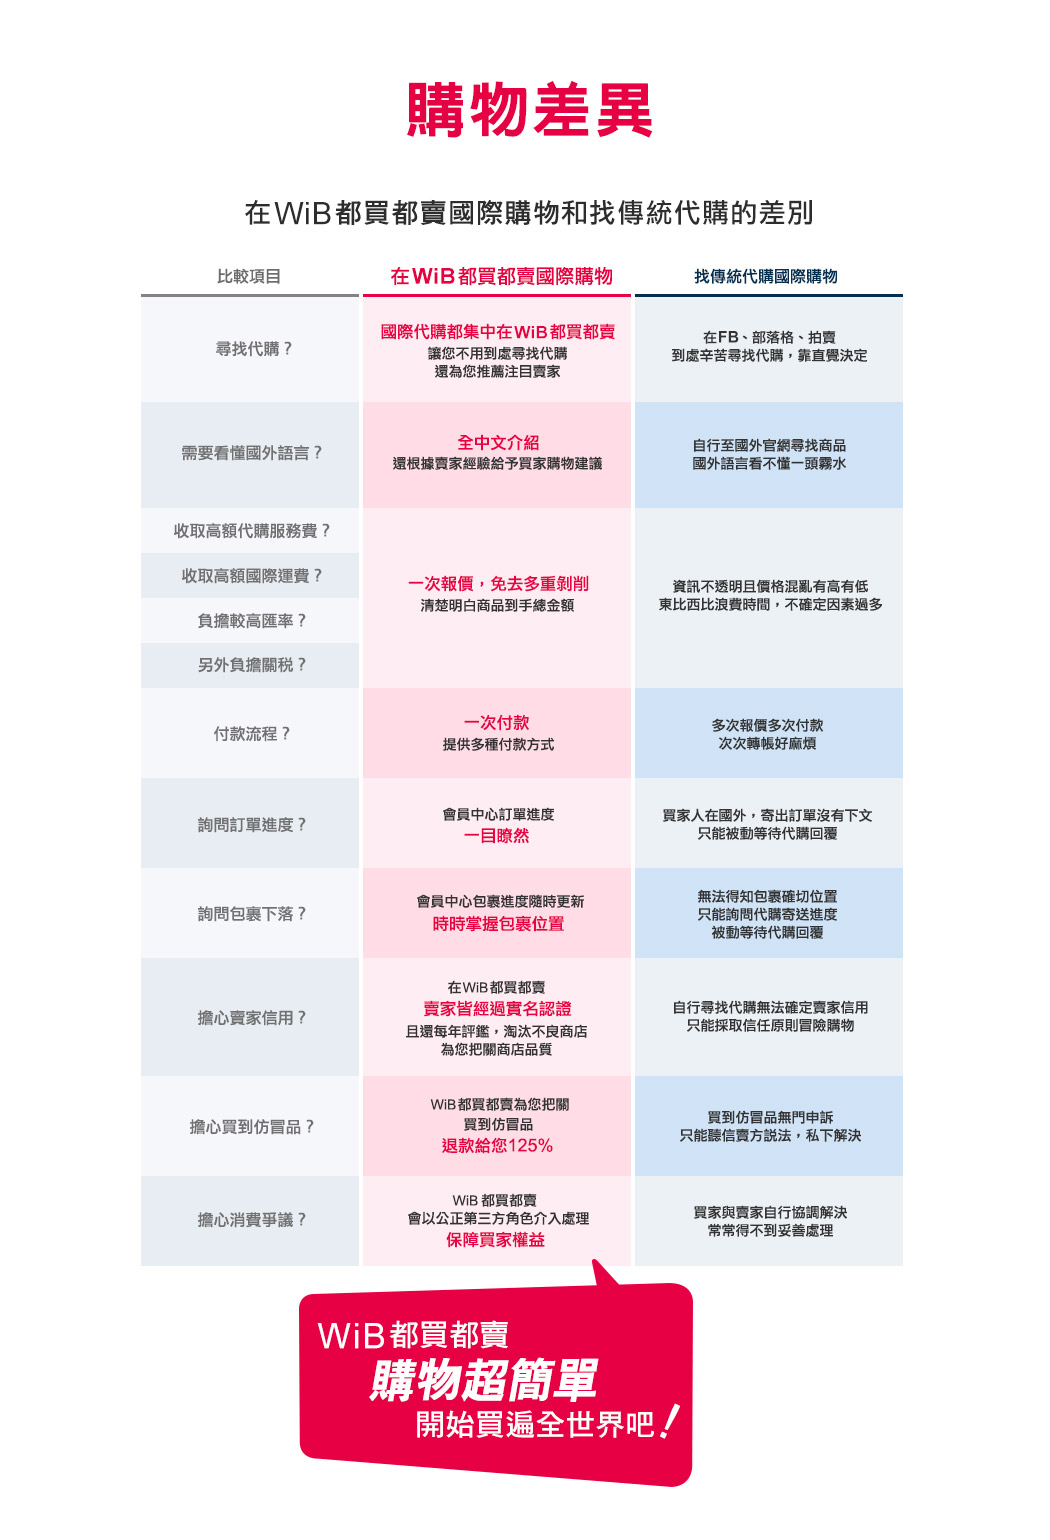 購物差異
在WiB都買都賣國際購物和找傳統代購的差別
比較項目
在WiB都買都賣國際購物
找傳統代購國際購物
尋找代購？
國際代購都集中在WiB都買都賣
讓您不用到處尋找代購
還為您推薦注目賣家
在FB、部落格、拍賣
到處辛苦尋找代購，靠直覺決定
需要看懂國外語言？
全中文介紹
還根據賣家經驗給予買家購物建議
自行至國外官網尋找商品
國外語言看不懂一頭霧水
收取高額代購服務費？
收取高額國際運費？
負擔較高匯率？
另外負擔關稅？
一次報價，免去多重剝削
清楚明白商品到手總金額
資訊不透明且價格混亂有高有低
東比西比浪費時間，不確定因素過多
付款流程？
一次付款
提供多種付款方式
多次報價多次付款
次次轉帳好麻煩
詢問訂單進度？
會員中心訂單進度
一目瞭然
買家人在國外，寄出訂單沒有下文
只能被動等待代購回覆
詢問包裹下落？
會員中心包裹進度隨時更新
時時掌握包裹位置
無法得知包裹確切位置
只能詢問代購寄送進度
被動等待代購回覆
擔心賣家信用？
在WiB都買都賣
賣家皆經過實名認證
且還每年評鑑，淘汰不良商店
為您把關商店品質
自行尋找代購無法確定賣家信用
只能採取信任原則冒險購物
擔心買到仿冒品？
WiB都買都賣為您把關
買到仿冒品
退款給您125%
買到仿冒品無門申訴
只能聽信賣方說法，私下解決
擔心消費爭議？
WiB 都買都賣
會以公正第三方角色介入處理
保障買家權益
買家與賣家自行協調解決
常常得不到妥善處理
WiB都買都賣
購物超簡單
開始買遍全世界吧！